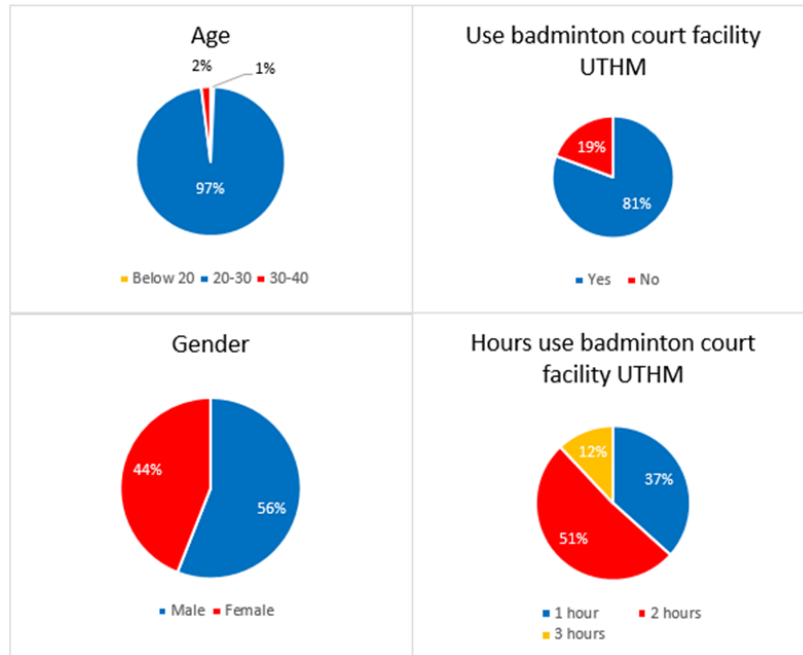 Age
2%
1%
97%
Below 20 20-30 30-40
Use badminton court facility
UTHM
19%
81%
Yes No
Gender
44%
56%
Male Female
Hours use badminton court
facility UTHM
12%
37%
51%
1 hour 2 hours
3 hours